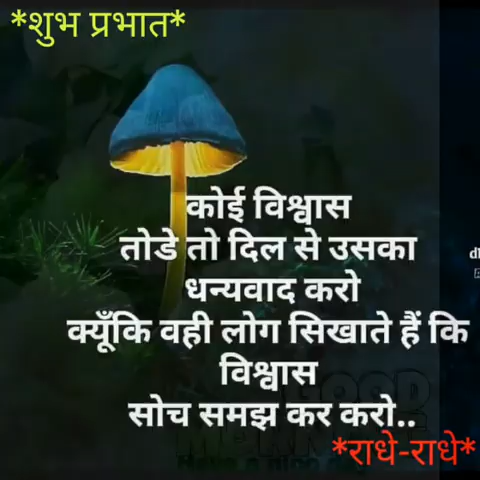 *शुभ प्रभात*
कोई विश्वास
तोडे तो दिल से उसका
धन्यवाद करो
क्यूँकि वही लोग सिखाते हैं कि
विश्वास
सोच समझ कर करो..
*राधे-राधे*